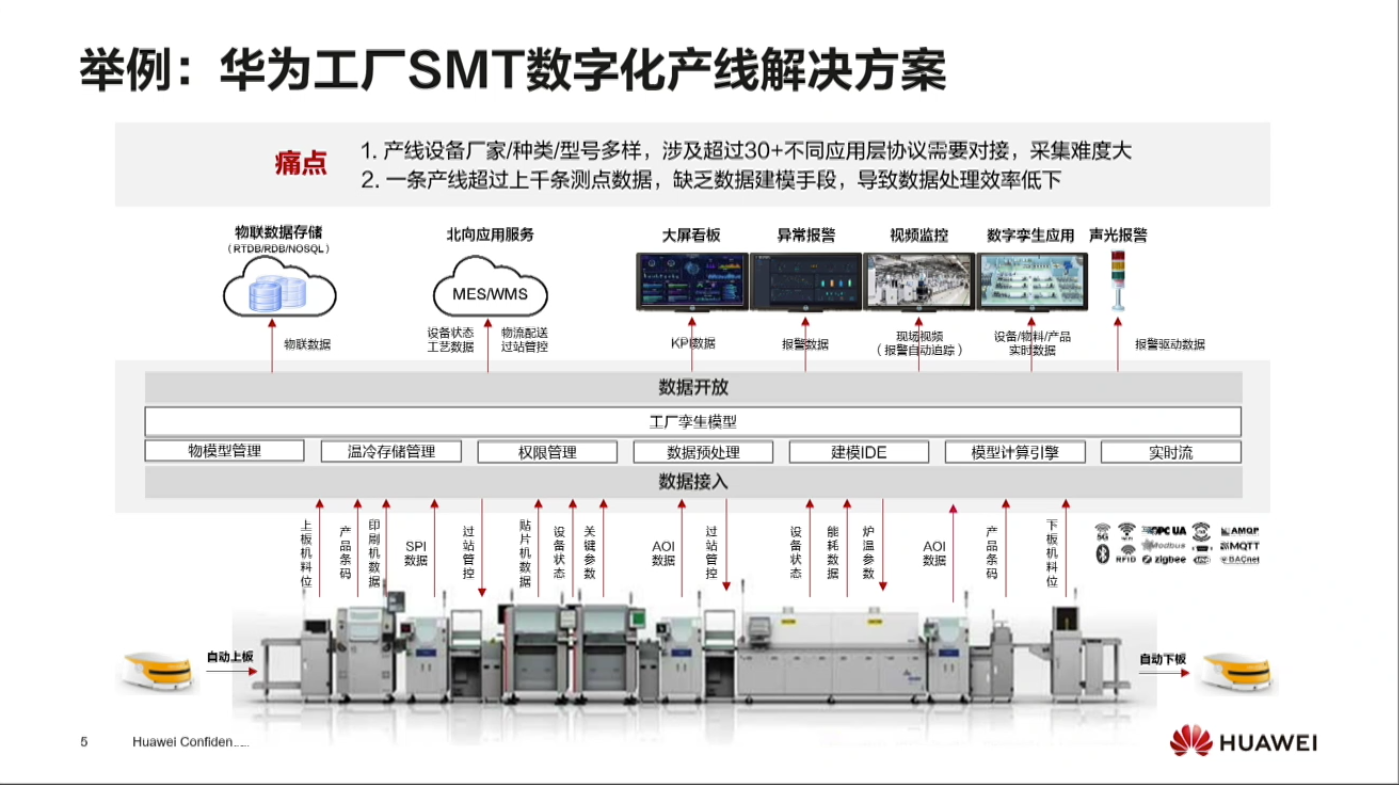 举例：华为工厂SMT数字化产线解决方案
痛点
1. 产线设备厂家/种类/型号多样，涉及超过30+不同应用层协议需要对接，采集难度大
2. 一条产线超过上千条测点数据，缺乏数据建模手段，导致数据处理效率低下
物联数据存储
（RTDB/RDB/NOSQL）
北向应用服务
大屏看板
异常报警
视频监控
数字孪生应用
声光报警
MES/WMS
物联数据
设备状态
工艺数据
物流配送
过站管控
KPI数据
报警数据
现场视频
（报警自动追踪）
设备/物料/产品
实时数据
报警驱动数据
数据开放
工厂孪生模型
物模型管理
温冷存储管理
权限管理
数据预处理
建模IDE
模型计算引擎
实时流
数据接入
上板机料位
产品条码
印刷机数据
SPI
数据
过站管控
贴片机数据
设备状态
关键参数
AOI
数据
过站管控
设备状态
能耗数据
炉温参数
AOI
数据
产品条码
下板机料位
5G
OPC UA
AMQP
Modbus
MQTT
RFID
zigbee
BACnet
自动上板
自动下板
5
Huawei Confiden
HUAWEI